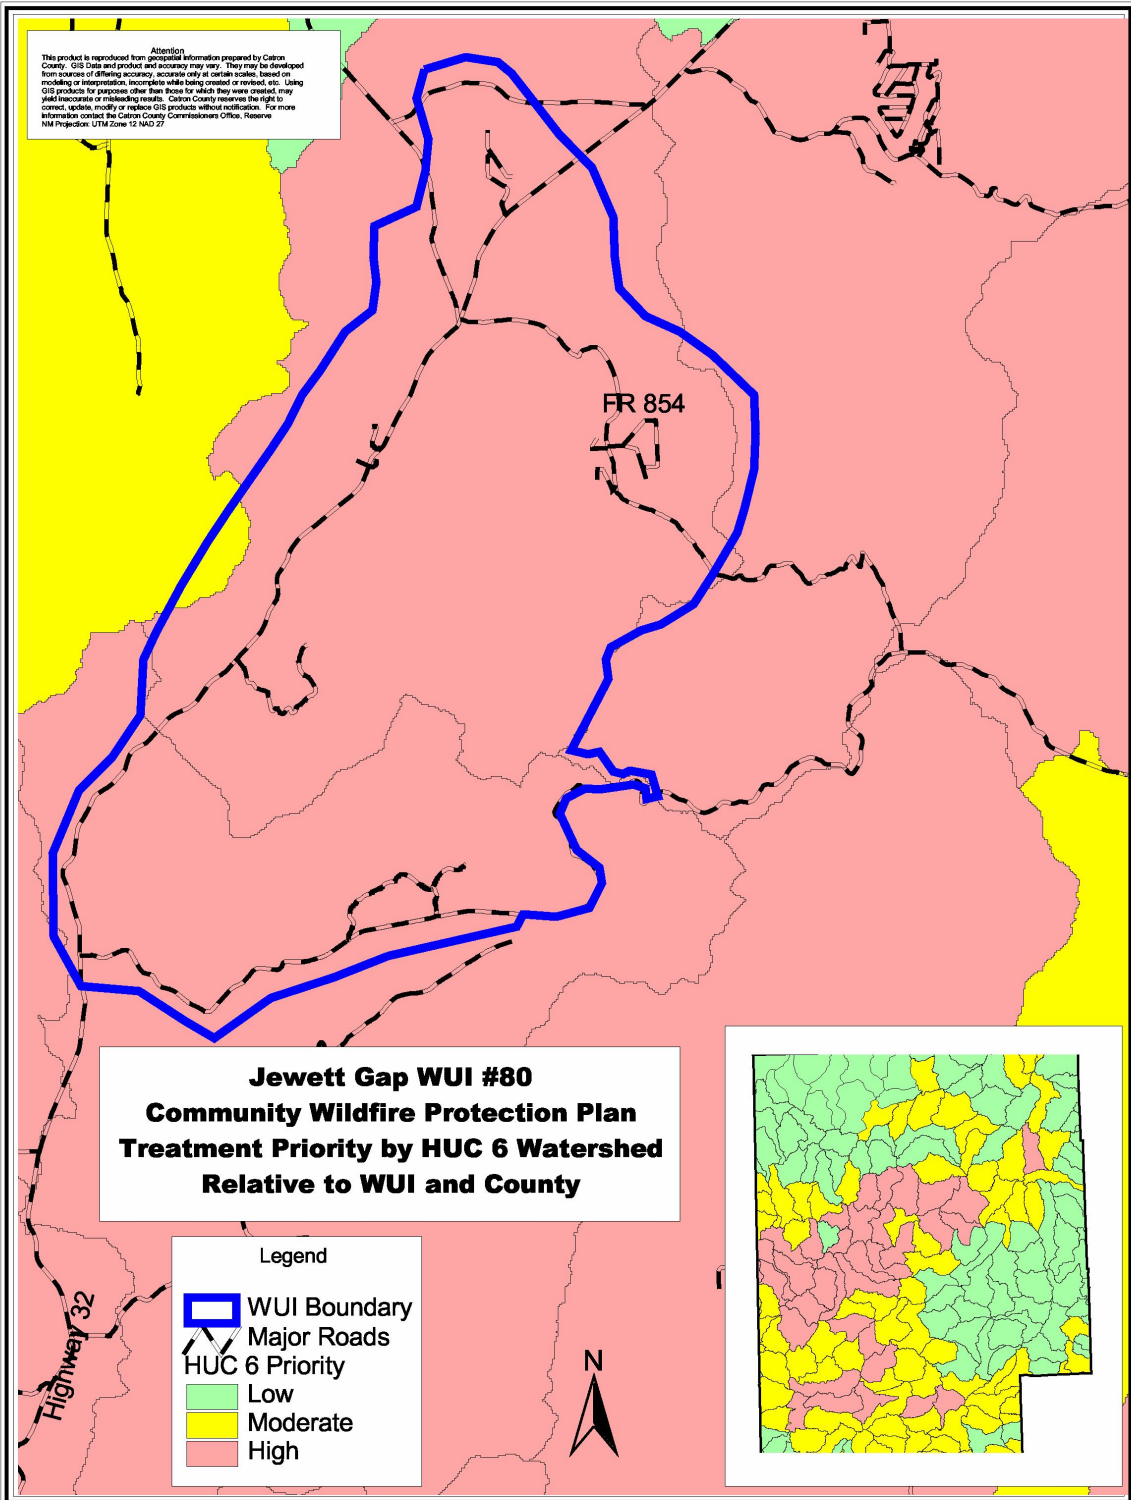 Attention
This product is reproduced from geospatial information prepared by Catron
County. GIS Data and product and accuracy may vary. They may be developed
from sources of differing accuracy, accurate only at certain scales, based on
modeling or interpretation, incomplete while being created or revised, etc. Using
GIS products for purposes other than those for which they were created, may
yield inaccurate or misleading results. Catron County reserves the right to
correct, update, modify or replace GIS products without notification. For more
information contact the Catron County Commissioners Office, Reserve
NM Projection: UTM Zone 12 NAD 27
FR 854
Jewett Gap WUI #80
Community Wildfire Protection Plan
Treatment Priority by HUC 6 Watershed
Relative to WUI and County
Legend
WUI Boundary
Major Roads
HUC 6 Priority
Low
Moderate
High
Highway 32
N